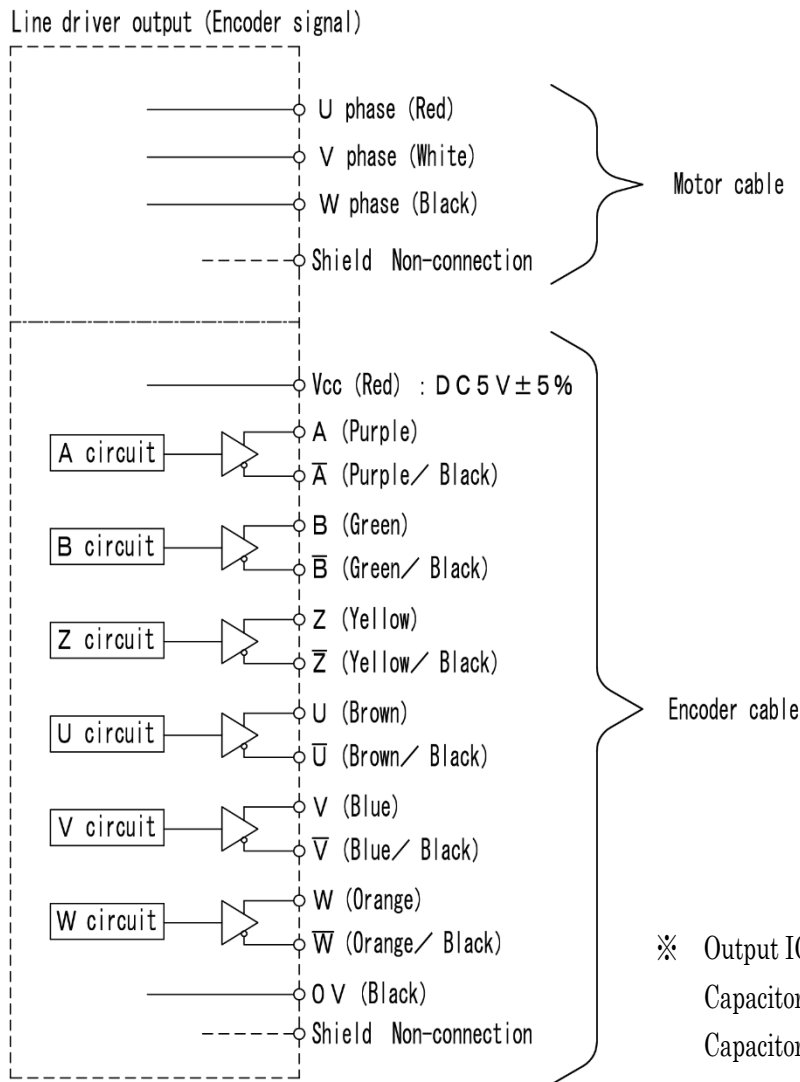 Line driver output (Encoder signal)
U phase (Red)
V phase (White)
W phase (Black)
Shield Non-connection
Motor cable
Vcc (Red) : DC5V±5%
A circuit
A (Purple)
A̅ (Purple／Black)
B circuit
B (Green)
B̅ (Green／Black)
Z circuit
Z (Yellow)
Z̅ (Yellow／Black)
U circuit
U (Brown)
U̅ (Brown／Black)
V circuit
V (Blue)
V̅ (Blue／Black)
W circuit
W (Orange)
W̅ (Orange／Black)
0V (Black)
Shield Non-connection
Encoder cable
※ Output
Capacitor
Capacitor